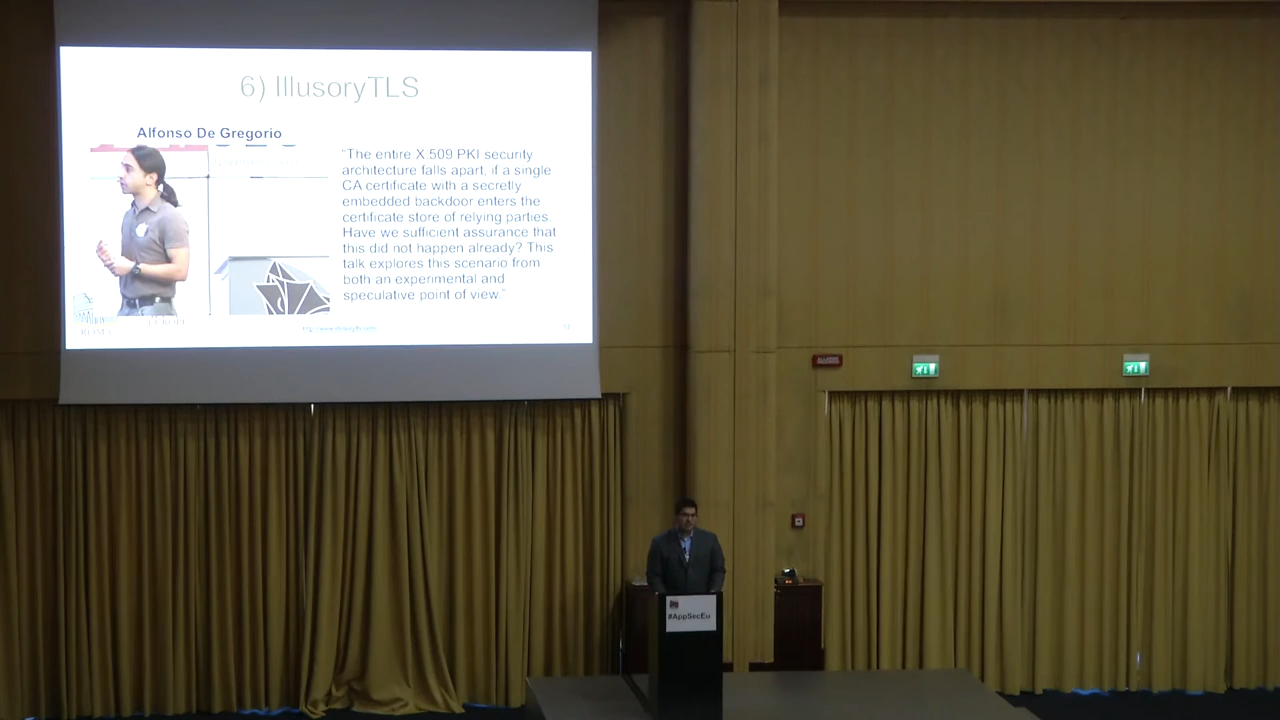 6) IllusoryTLS
Alfonso De Gregorio
"The entire X.509 PKI security
architecture falls apart, if a single
CA certificate with a secretly
embedded backdoor enters the
certificate store of relying parties.
Have we sufficient assurance that
this did not happen already? This
talk explores this scenario from
both an experimental and
speculative point of view."
#AppSecEu